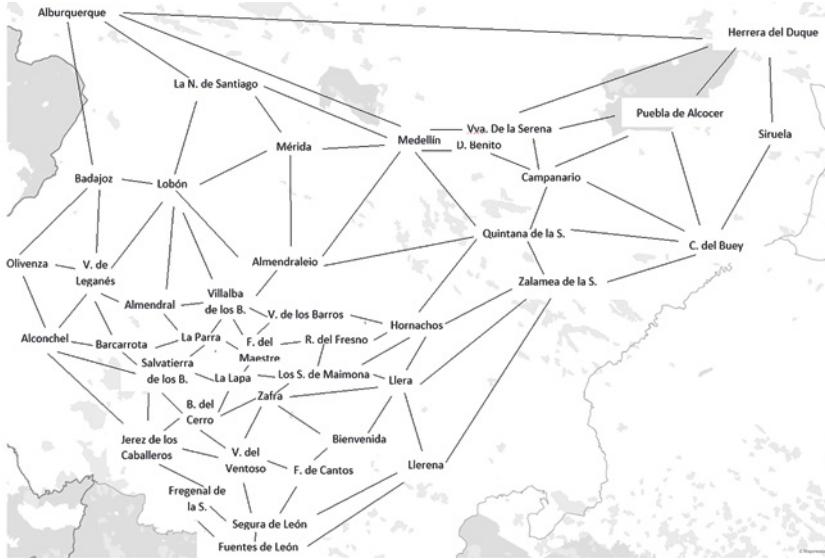 Alburquerque
Herrera del Duque
La N. de Santiago
Puebla de Alcocer
Vva. De la Serena
Siruela
Medellín
D. Benito
Mérida
Campanario
Badajoz
Lobón
Quintana de la S.
C. del Buey
Olivenza
V. de
Leganés
Almendraleio
Zalamea de la S.
Almendral
Villalba
de los B.
V. de los Barros
Hornachos
Alconchel
Barcarrota
La Parra
F. del
Maestre
R. del Fresno
Salvatierra
de los B.
La Lapa
Los S. de Maimona
Llera
Zafra
B. del
Cerro
Jerez de los
Caballeros
Bienvenida
V. del
Ventoso
F. de Cantos
Llerena
Fregenal de
la S.
Segura de León
Fuentes de León